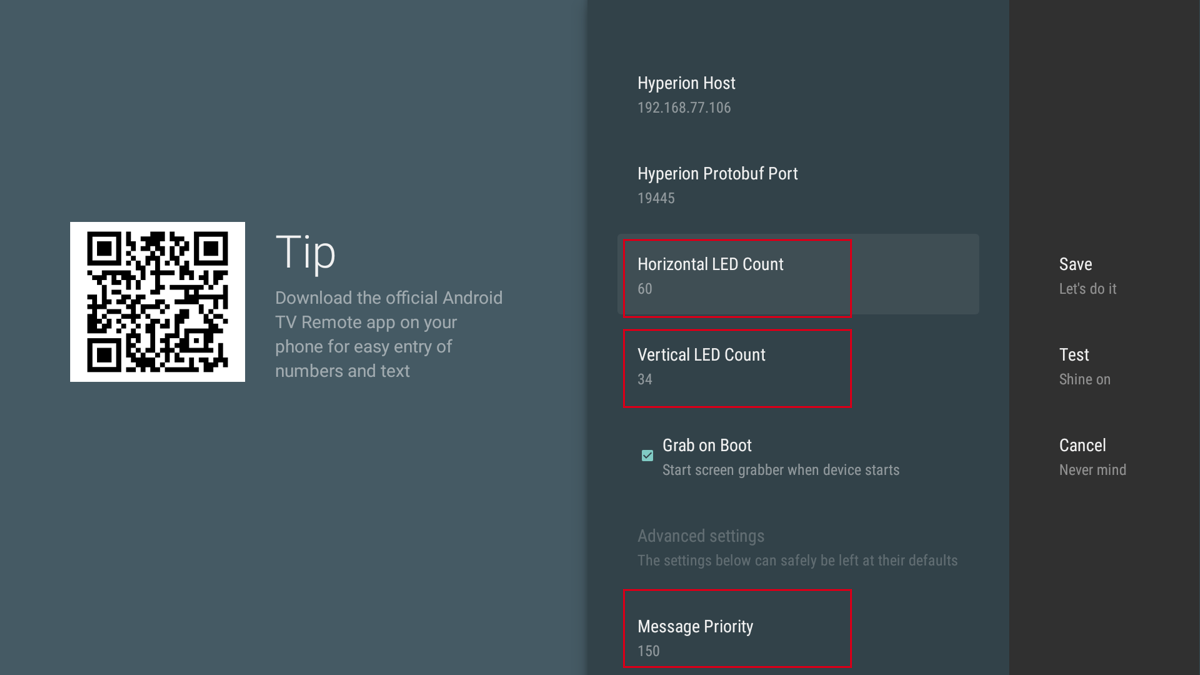 Tip
Download the official Android
TV Remote app on your
phone for easy entry of
numbers and text
Hyperion Host
192.168.77.106
Hyperion Protobuf Port
19445
Horizontal LED Count
60
Vertical LED Count
34
Grab on Boot
Start screen grabber when device starts
Advanced settings
The settings below can safely be left at their defaults
Message Priority
150
Save
Let's do it
Test
Shine on
Cancel
Never mind